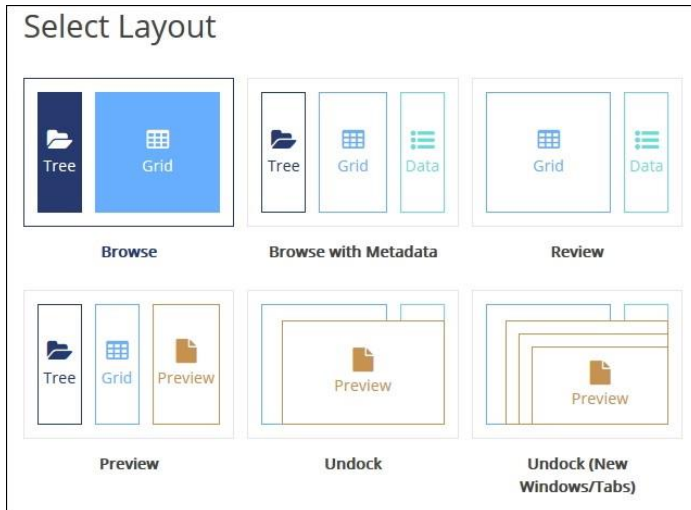 Select Layout
Tree
Grid
Browse
Tree
Grid
Data
Browse with Metadata
Grid
Data
Review
Tree
Grid
Preview
Preview
Preview
Undock
Preview
Undock (New
Windows/Tabs)